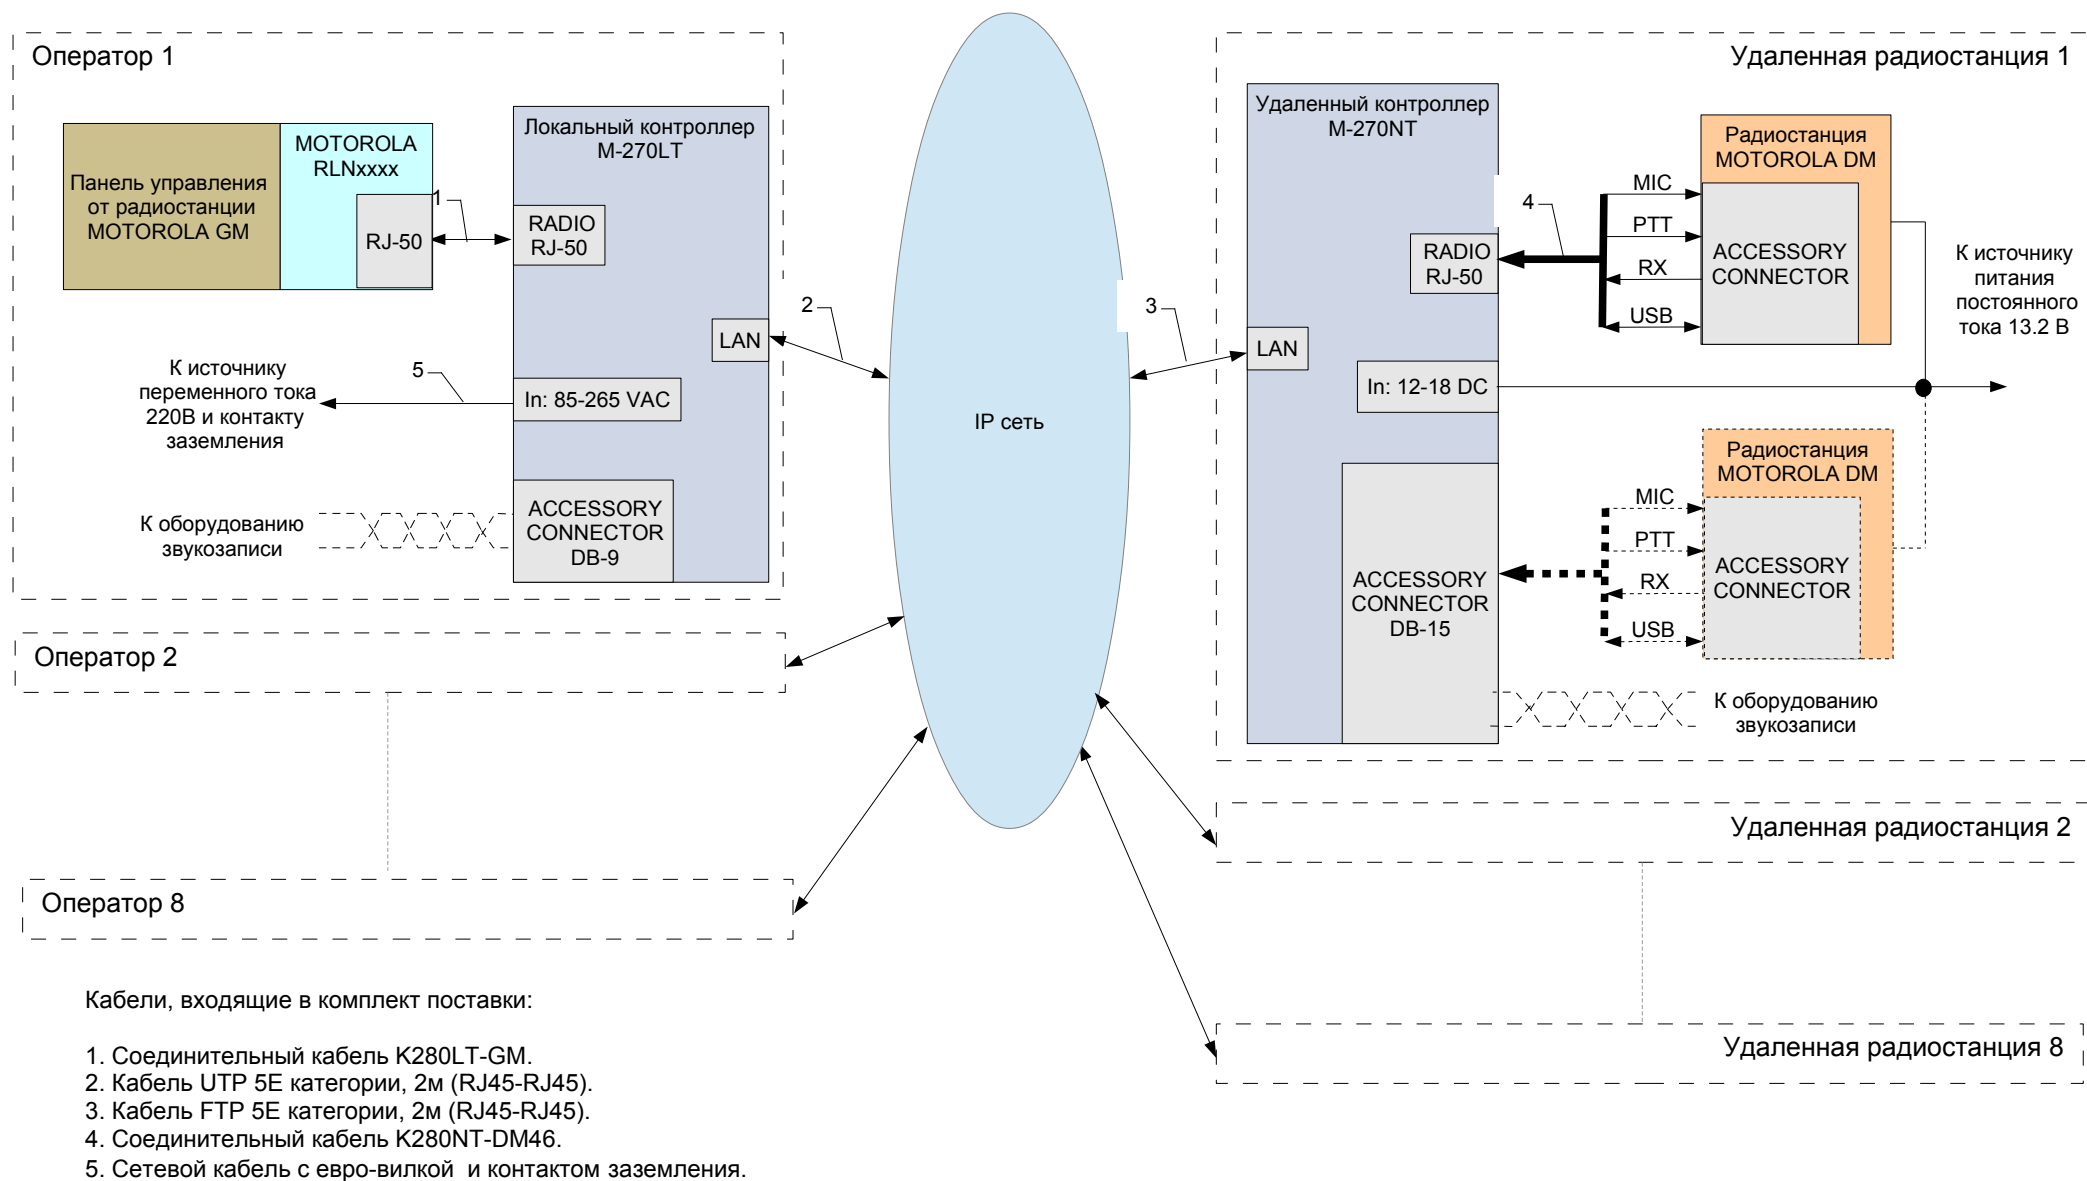 Оператор 1
Панель управления
от радиостанции
MOTOROLA GM
MOTOROLA
RLNxxxx
RJ-50
1
Локальный контроллер
M-270LT
RADIO
RJ-50
LAN
2
К источнику
переменного тока
220В и контакту
заземления
5
In: 85-265 VAC
К оборудованию
звукозаписи
ACCESSORY
CONNECTOR
DB-9
Оператор 2
Оператор 8
IP сеть
Удаленная радиостанция 1
3
Удаленный контроллер
M-270NT
LAN
RADIO
RJ-50
4
MIC
PTT
RX
USB
Радиостанция
MOTOROLA DM
ACCESSORY
CONNECTOR
К источнику
питания
постоянного
тока 13.2 В
In: 12-18 DC
ACCESSORY
CONNECTOR
DB-15
MIC
PTT
RX
USB
Радиостанция
MOTOROLA DM
ACCESSORY
CONNECTOR
К оборудованию
звукозаписи
Удаленная радиостанция 2
Удаленная радиостанция 8
Кабели, входящие в комплект поставки:
1. Соединительный кабель K280LT-GM.
2. Кабель UTP 5E категории, 2м (RJ45-RJ45).
3. Кабель FTP 5E категории, 2м (RJ45-RJ45).
4. Соединительный кабель K280NT-DM46.
5. Сетевой кабель с евро-вилкой и контактом заземления.